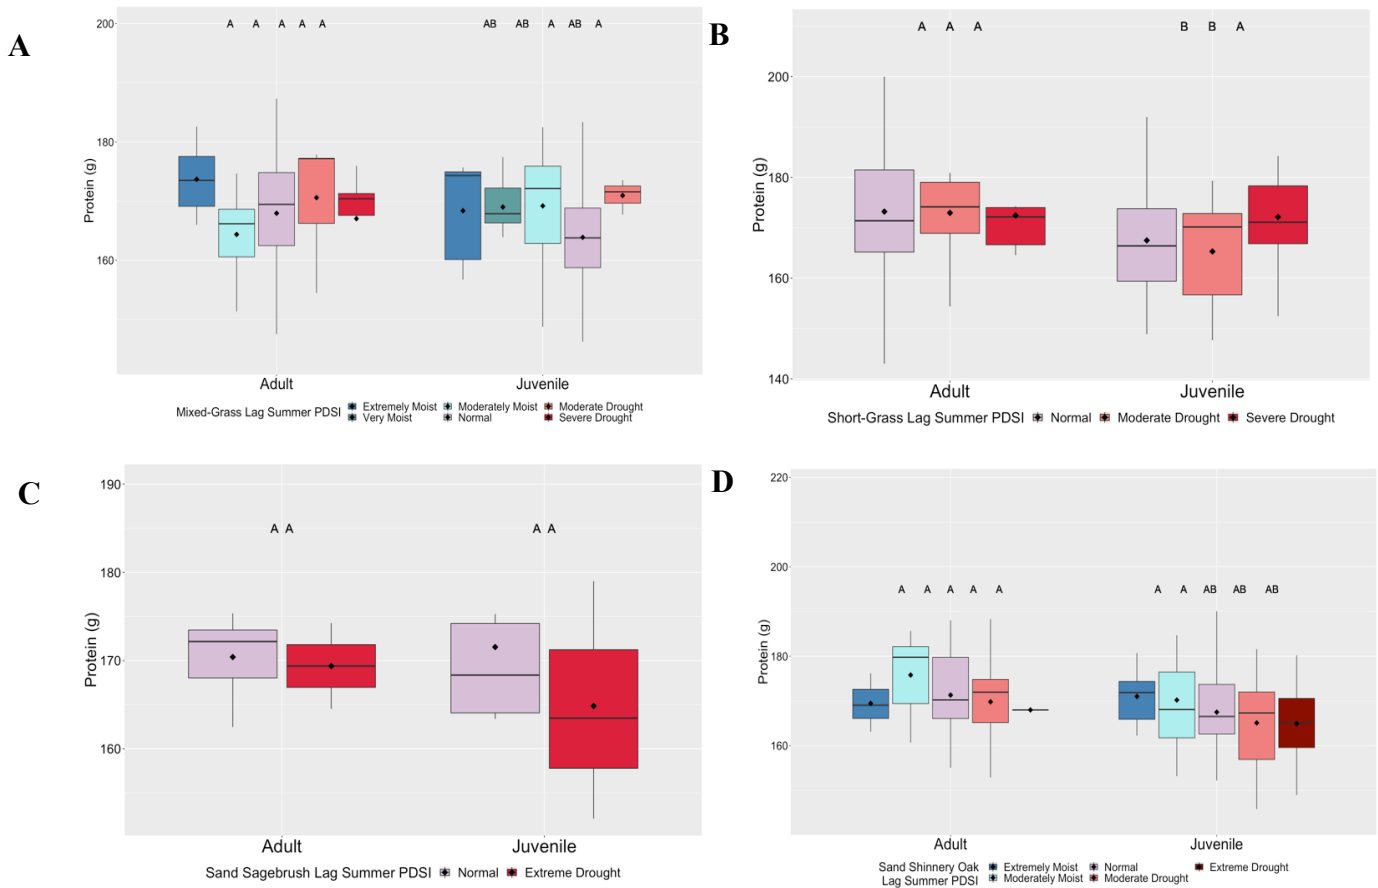 A
200
A A A A A
AB AB A AB A
180
160
Protein (g)
Adult Juvenile
Mixed-Grass Lag Summer PDSI Extremely Moist Moderately Moist Moderate Drought
Very Moist Normal Severe Drought
B
A A A
B B A
200
180
160
140
Protein (g)
Adult Juvenile
Short-Grass Lag Summer PDSI Normal Moderate Drought Severe Drought
C
190
A A
A A
180
170
160
Protein (g)
Adult Juvenile
Sand Sagebrush Lag Summer PDSI Normal Extreme Drought
D
220
200
A A A A A
A A AB AB AB
180
160
Protein (g)
Adult Juvenile
Sand Shinnery Oak Extremely Moist Normal Extreme Drought
Lag Summer PDSI Moderately Moist Moderate Drought